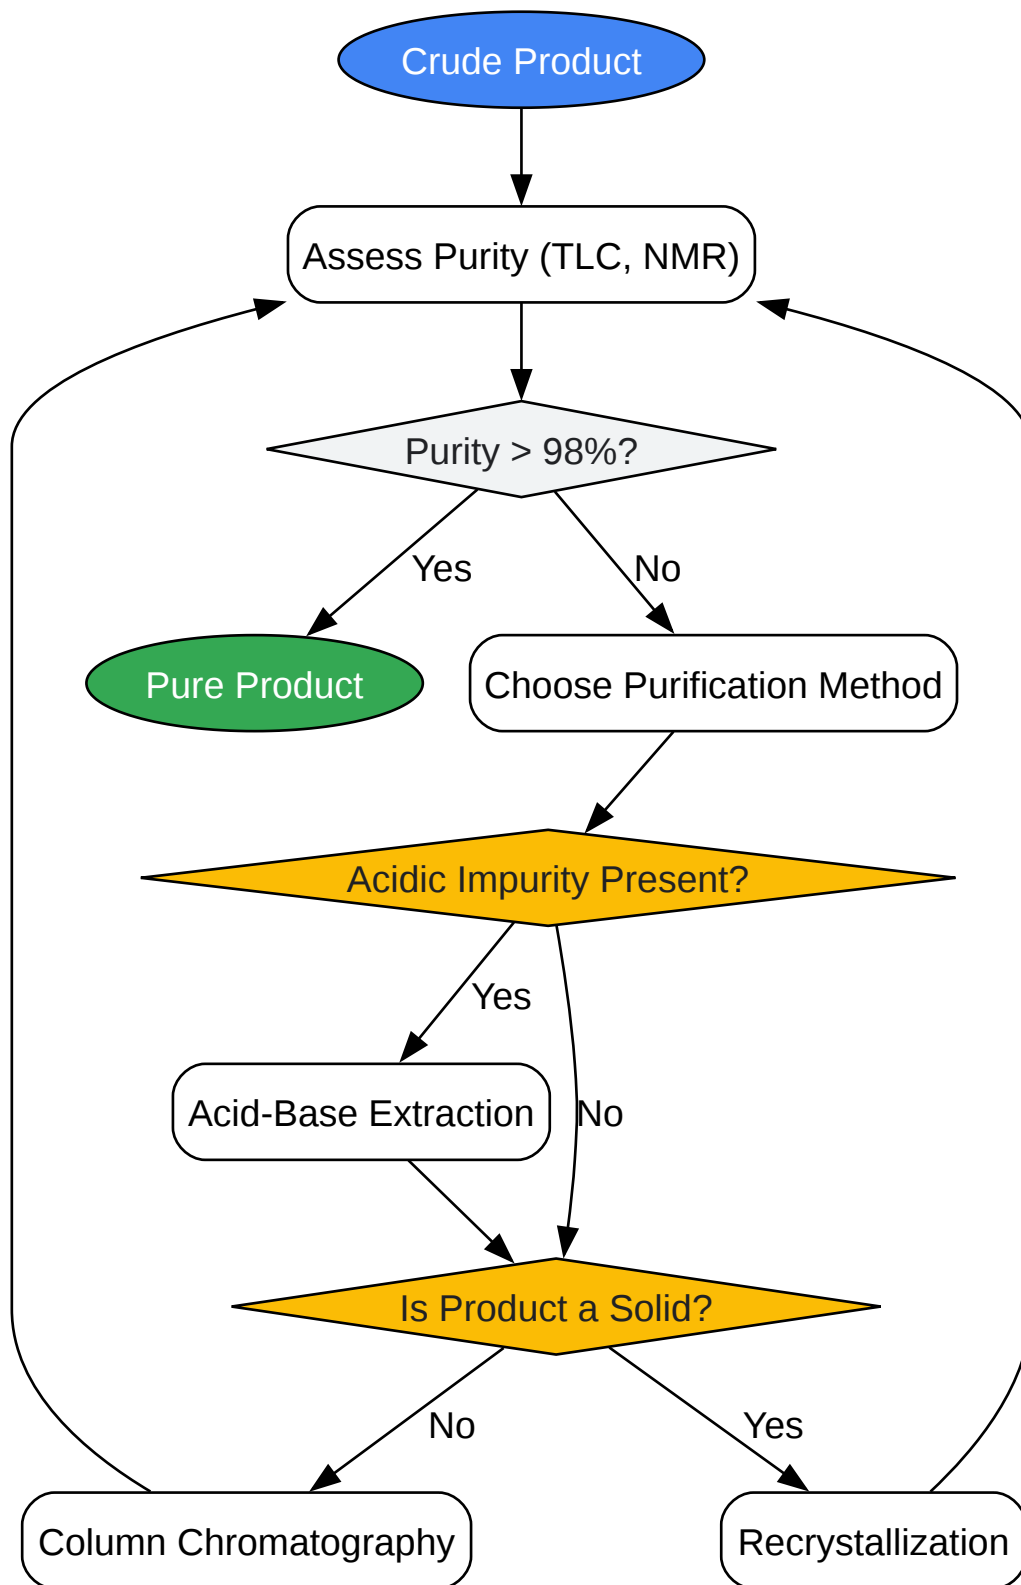 Crude Product
Assess Purity (TLC, NMR)
Purity > 98%?
Yes
No
Pure Product
Choose Purification Method
Acidic Impurity Present?
Yes
Acid-Base Extraction
No
Is Product a Solid?
No
Yes
Column Chromatography
Recrystallization